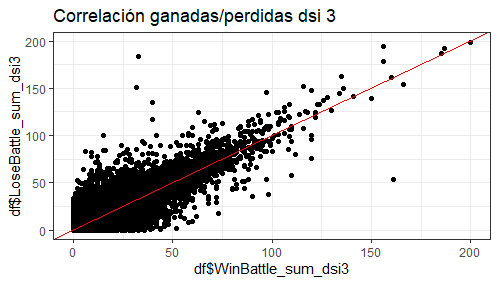 Correlación ganadas/perdidas dsi 3
200
150
100
50
0
df$LoseBattle_sum_dsi3
0 50 100 150 200
df$WinBattle_sum_dsi3